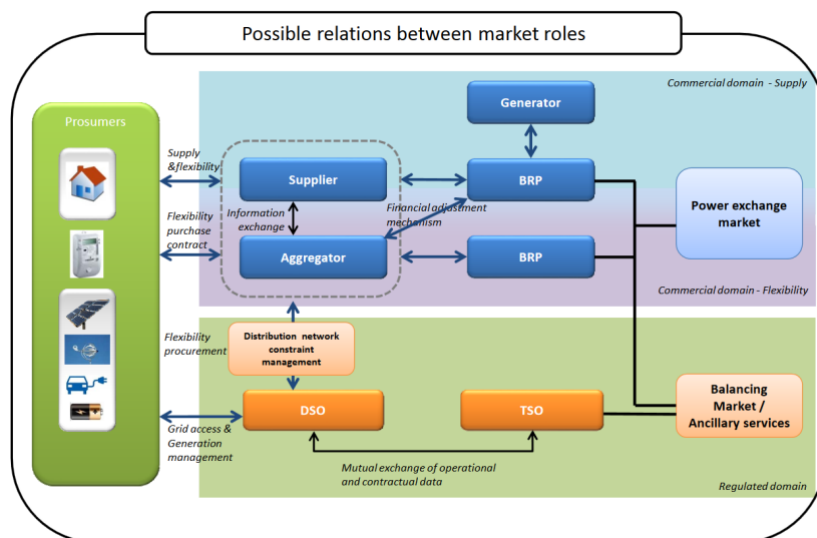 Possible relations between market roles
Commercial domain - Supply
Prosumers
Generator
Supply
&flexibility
Supplier
BRP
Power exchange
market
Flexibility
purchase
contract
Information
exchange
Financial adjustment
mechanism
Aggregator
BRP
Commercial domain - Flexibility
Flexibility
procurement
Distribution network
constraint
management
DSO
TSO
Balancing
Market /
Ancillary services
Grid access &
Generation
management
Mutual exchange of operational
and contractual data
Regulated domain